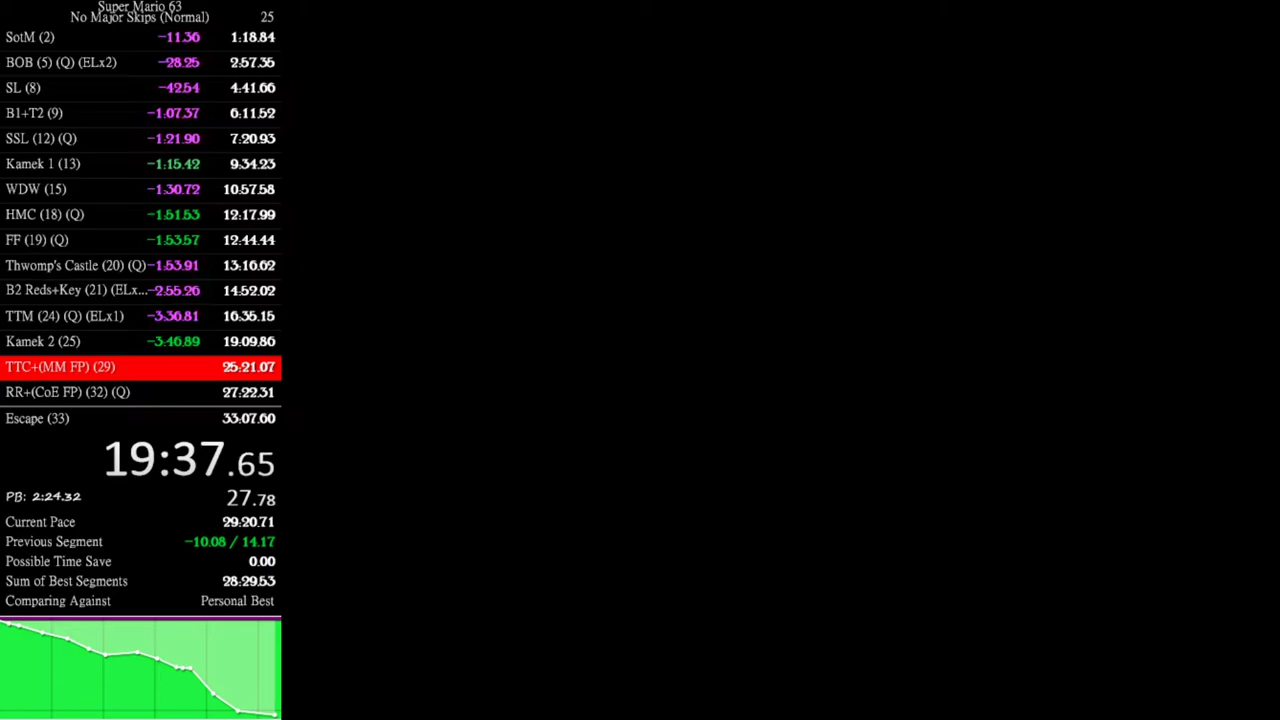 Super Mario 63
No Major Skips (Normal) 25
SotM (2) −11.36 1:18.84
BOB (5) (Q) (ELx2) −28.25 2:57.35
SL (8) −42.54 4:41.66
B1+T2 (9) −1:07.37 6:11.52
SSL (12) (Q) −1:21.90 7:20.93
Kamek 1 (13) −1:15.42 9:34.23
WDW (15) −1:30.72 10:57.58
HMC (18) (Q) −1:51.53 12:17.99
FF (19) (Q) −1:53.57 12:44.44
Thwomp's Castle (20) (Q) −1:53.91 13:16.62
B2 Reds+Key (21) (ELx... −2:55.26 14:52.02
TTM (24) (Q) (ELx1) −3:36.81 16:35.15
Kamek 2 (25) −3:46.89 19:09.86
TTC+(MM FP) (29) 25:21.07
RR+(CoE FP) (32) (Q) 27:22.31
Escape (33) 33:07.60
19:37.65
PB: 2:24.32 27.78
Current Pace 29:20.71
Previous Segment −10.08 / 14.17
Possible Time Save 0.00
Sum of Best Segments 28:29.53
Comparing Against Personal Best